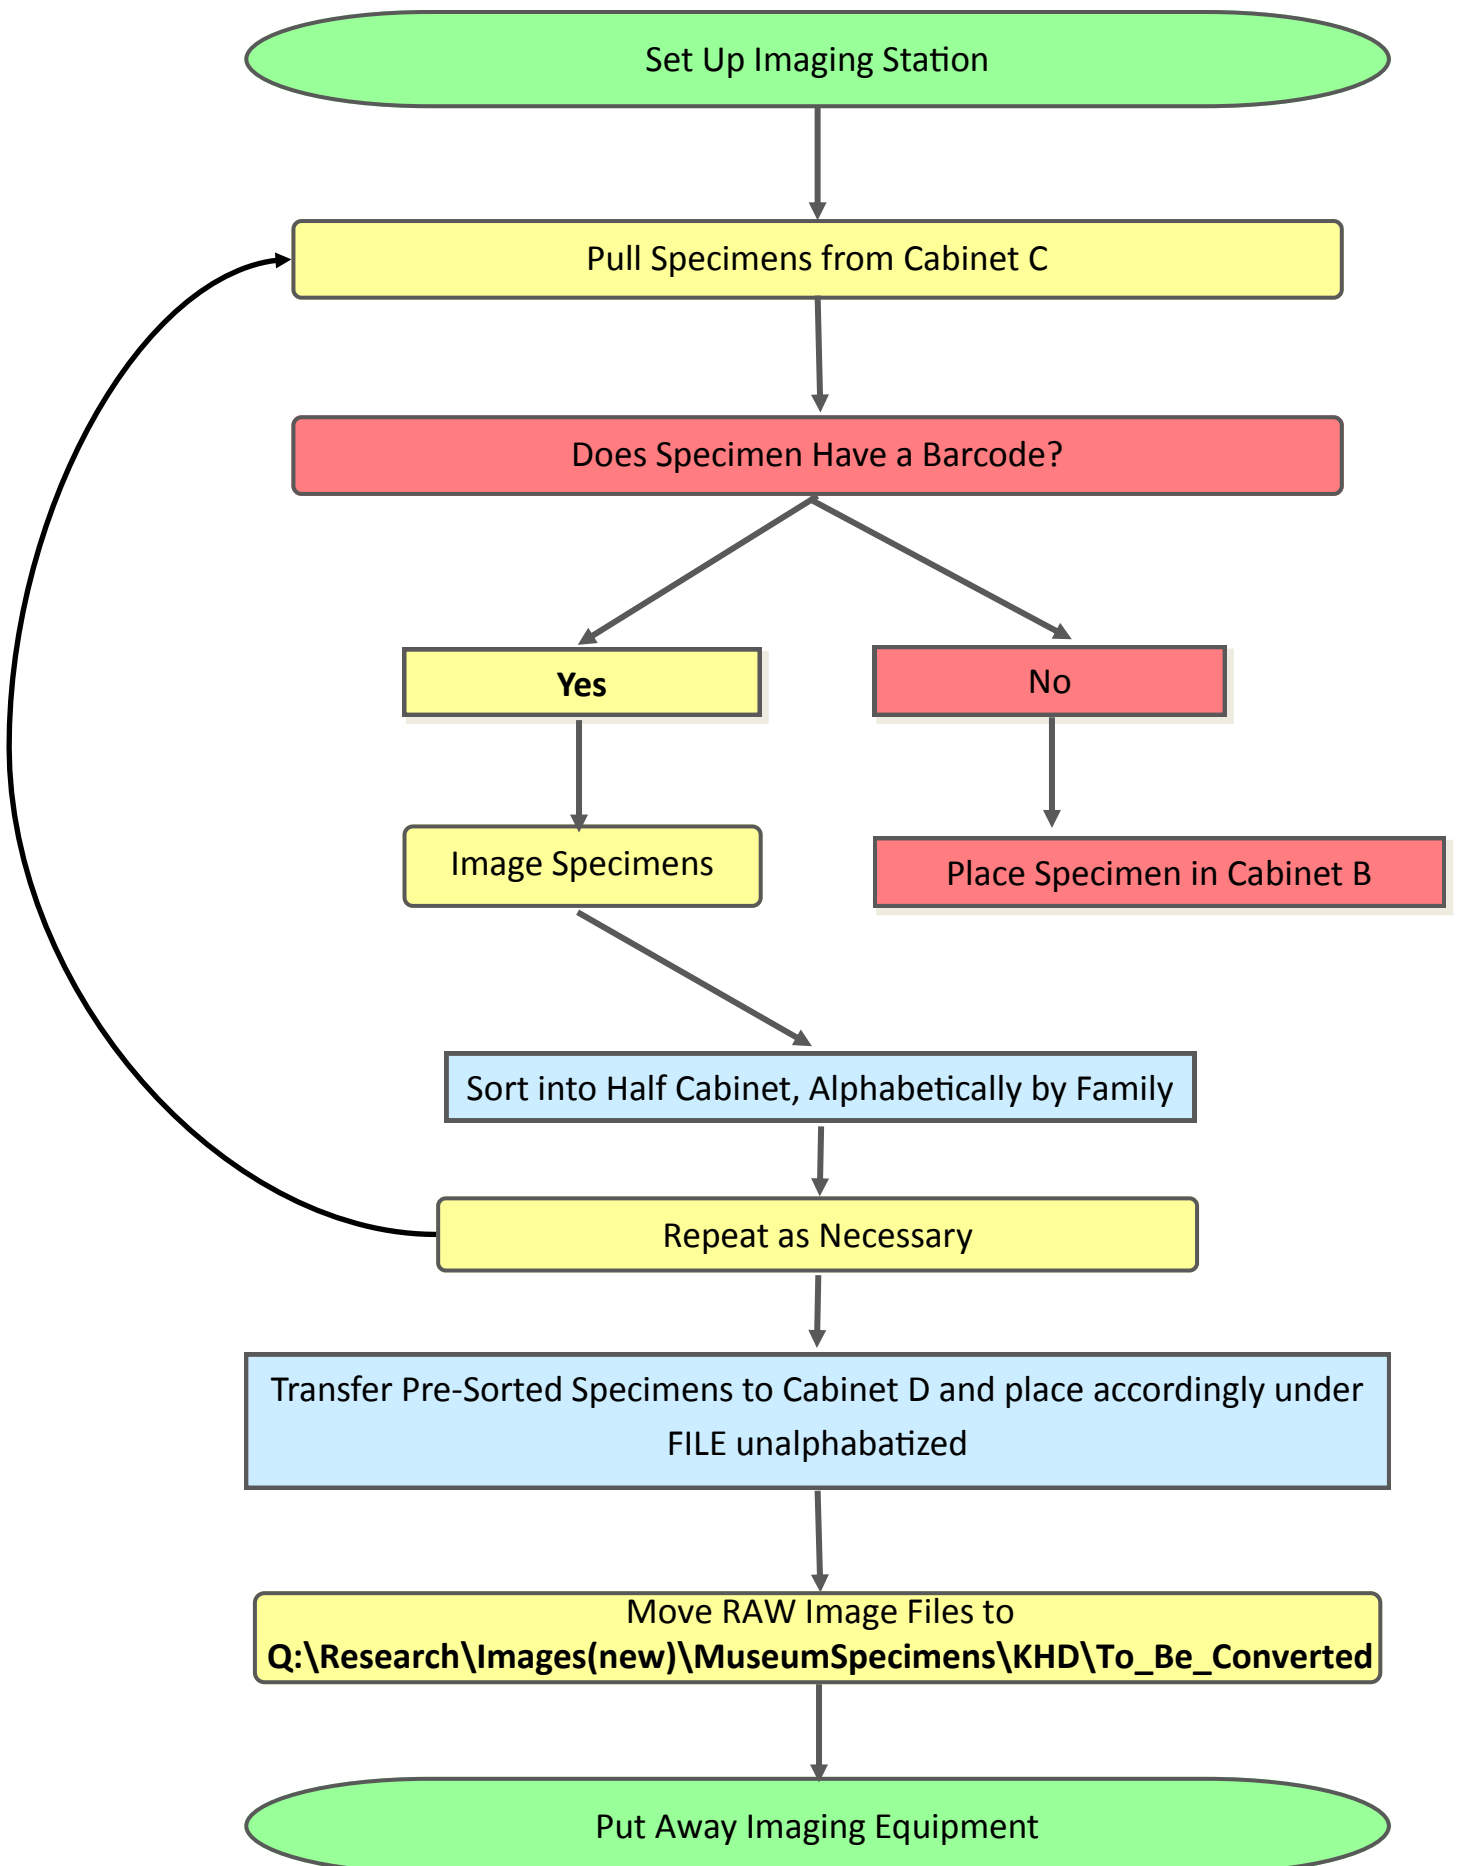 Set Up Imaging Station
Pull Specimens from Cabinet C
Does Specimen Have a Barcode?
Yes
No
Image Specimens
Place Specimen in Cabinet B
Sort into Half Cabinet, Alphabetically by Family
Repeat as Necessary
Transfer Pre-Sorted Specimens to Cabinet D and place accordingly under
FILE unalphabatized
Move RAW Image Files to
Q:\Research\Images(new)\MuseumSpecimens\KHD\To_Be_Converted
Put Away Imaging Equipment